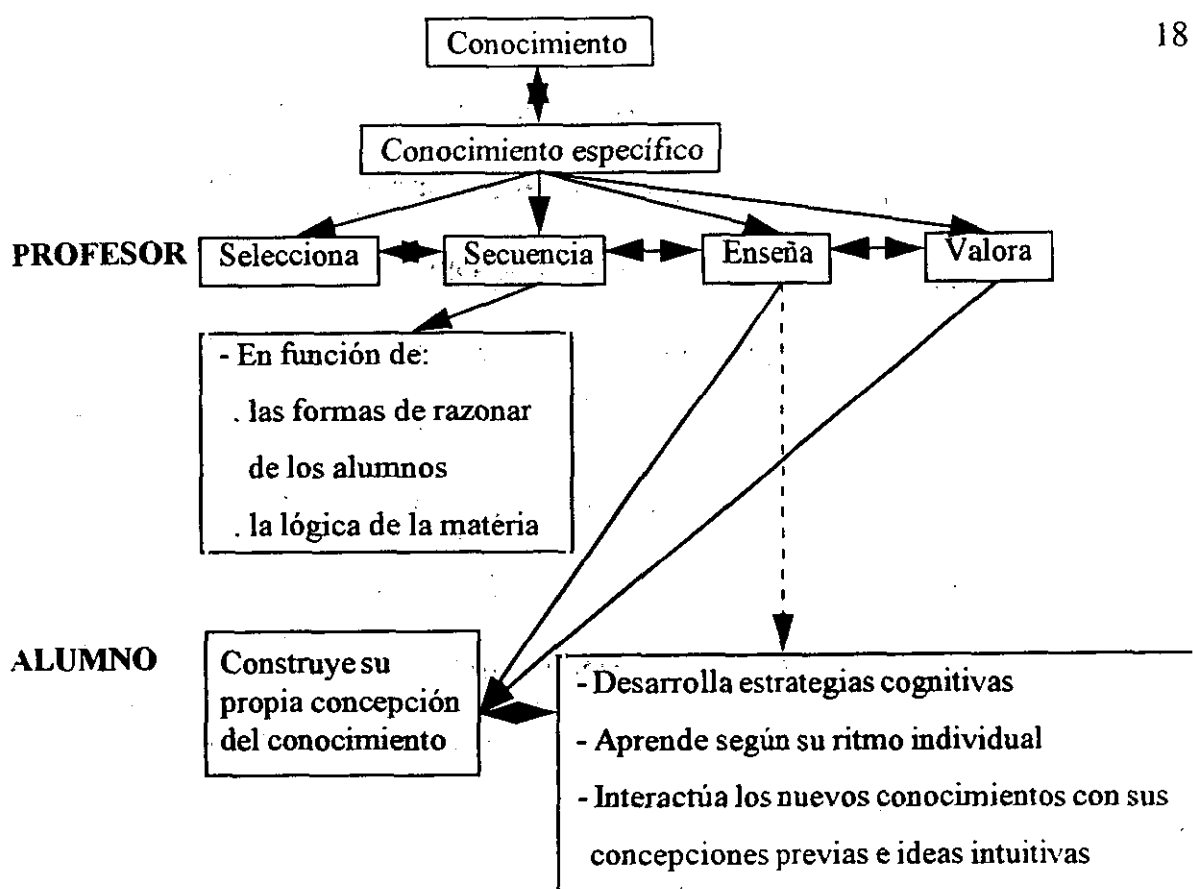 18
Conocimiento
Conocimiento específico
PROFESOR Selecciona Secuencia Enseña Valora
- En función de:
. las formas de razonar
de los alumnos
. la lógica de la matéria
ALUMNO
Construye su
propia concepción
del conocimiento
- Desarrolla estrategias cognitivas
- Aprende según su ritmo individual
- Interactúa los nuevos conocimientos con sus
concepciones previas e ideas intuitivas